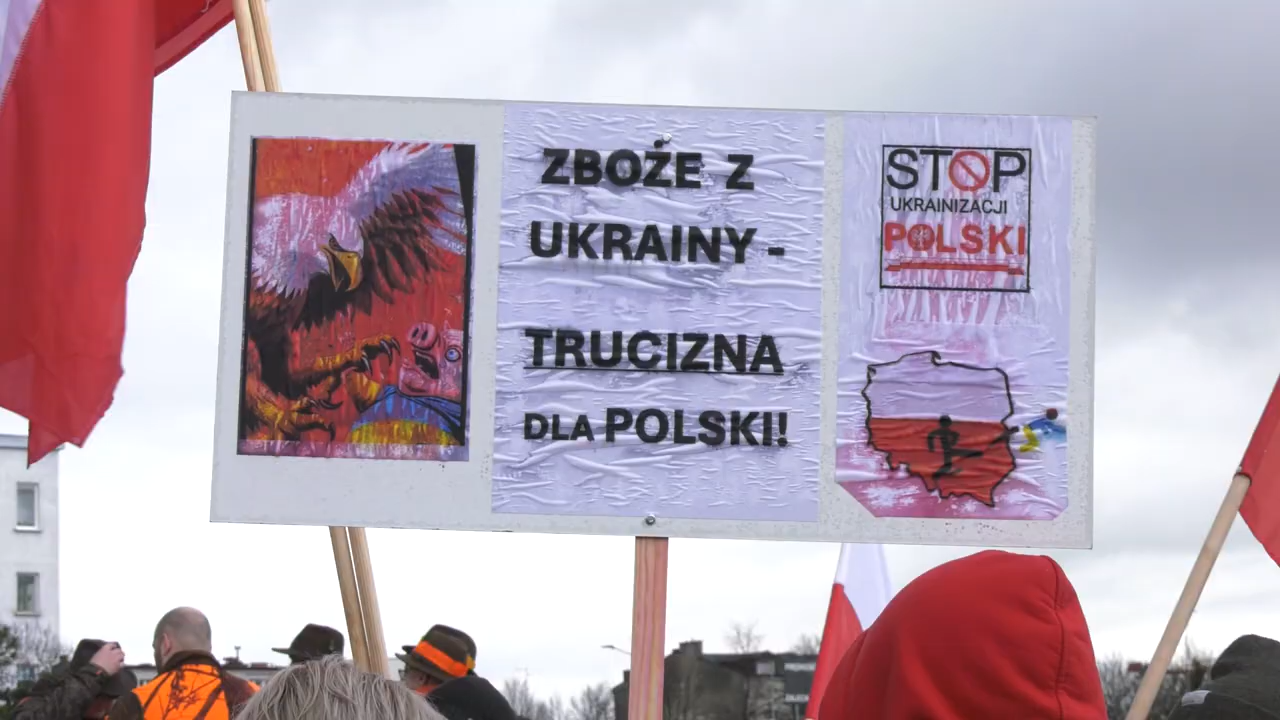 ZBOŻE Z
UKRAINY -
TRUCIZNA
DLA POLSKI!
STOP
UKRAINIZACJI
POLSKI